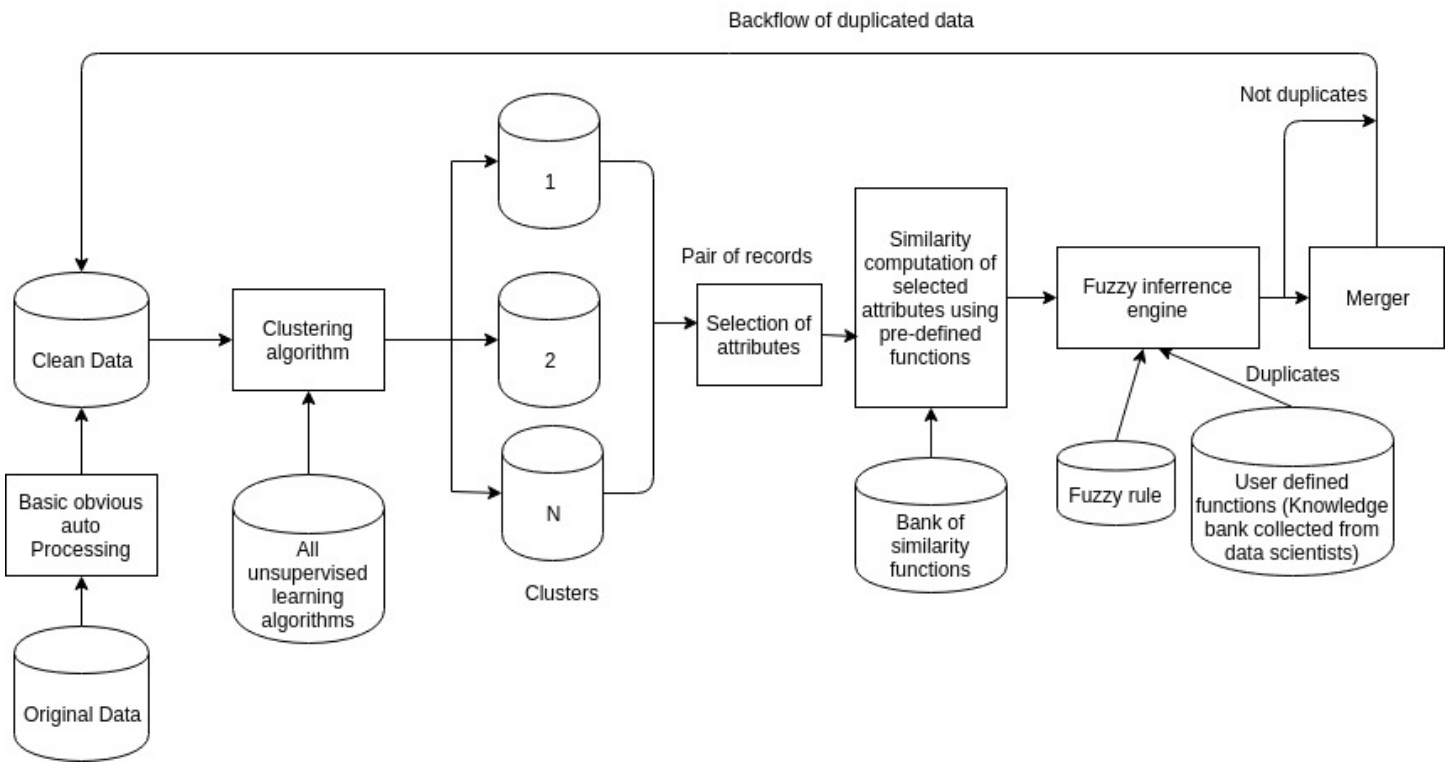 Backflow of duplicated data
Not duplicates
1
Similarity
computation of
selected
attributes using
pre-defined
functions
Pair of records
Fuzzy inferrence
engine
Merger
Clustering
algorithm
Selection of
attributes
Clean Data
2
Duplicates
Basic obvious
auto
Processing
N
Fuzzy rule
User defined
functions (Knowledge
bank collected from
data scientists)
Bank of
similarity
functions
All
unsupervised
learning
algorithms
Clusters
Original Data